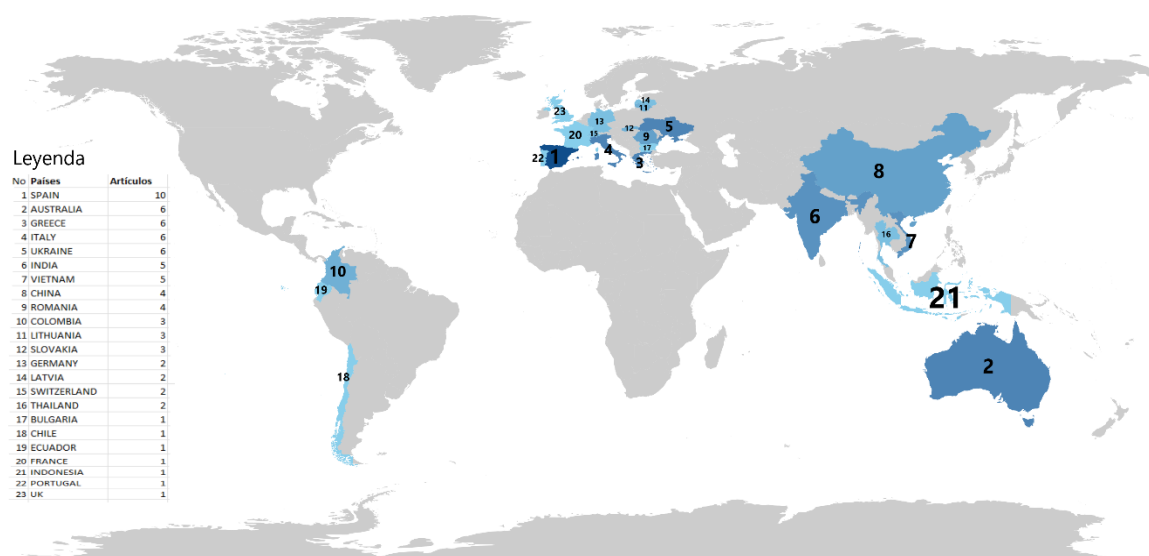 Leyenda
No Países Artículos
1 SPAIN 10
2 AUSTRALIA 6
3 GREECE 6
4 ITALY 6
5 UKRAINE 6
6 INDIA 5
7 VIETNAM 5
8 CHINA 4
9 ROMANIA 4
10 COLOMBIA 3
11 LITHUANIA 3
12 SLOVAKIA 3
13 GERMANY 2
14 LATVIA 2
15 SWITZERLAND 2
16 THAILAND 2
17 BULGARIA 1
18 CHILE 1
19 ECUADOR 1
20 FRANCE 1
21 INDONESIA 1
22 PORTUGAL 1
23 UK 1
14
11
23
13
5
12
20
15
9
17
4
22
1
3
8
6
16
7
10
19
21
2
18